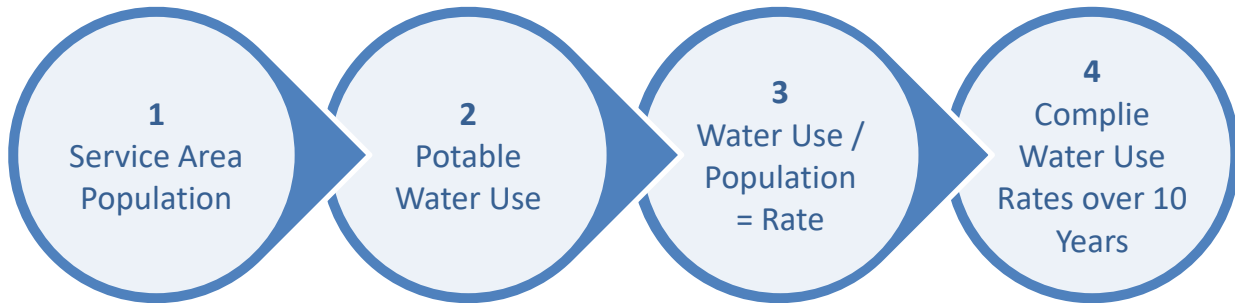 1
Service Area
Population
2
Potable
Water Use
3
Water Use /
Population
= Rate
4
Complie
Water Use
Rates over 10
Years